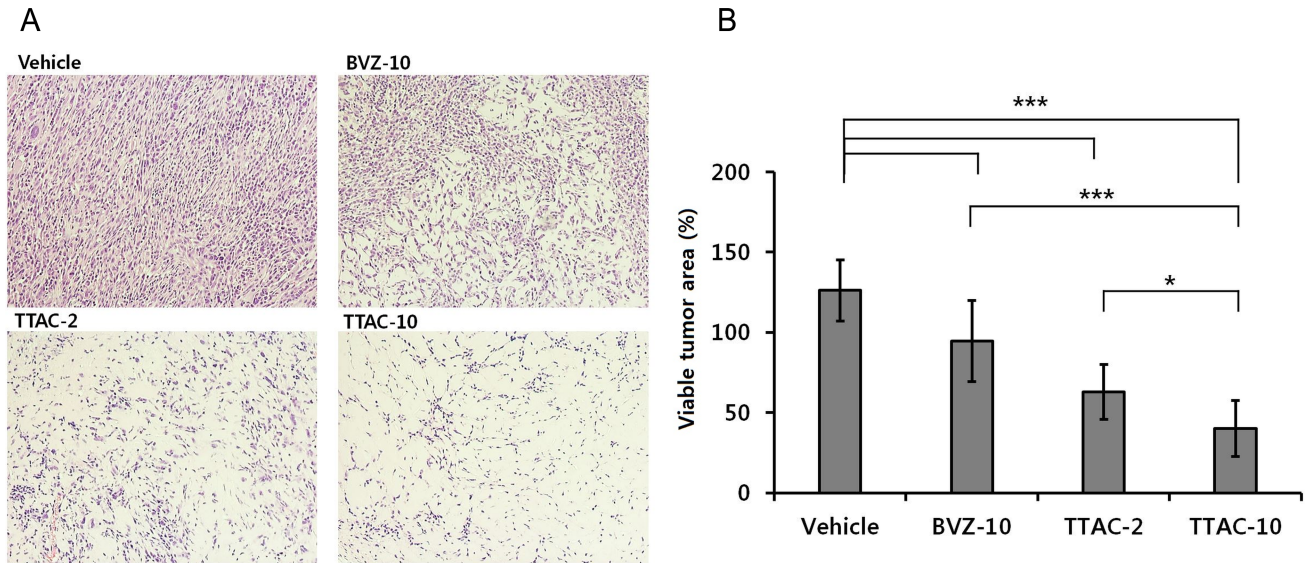 A
B
Vehicle
BVZ-10
TTAC-2
TTAC-10
***
***
*
Viable tumor area (%)
200
150
100
50
0
Vehicle BVZ-10 TTAC-2 TTAC-10